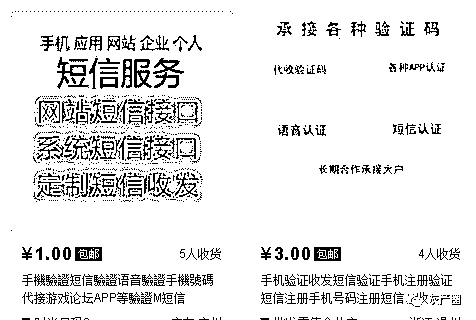 手机 应用 网站 企业 个人
短信服务
网站短信接口
系统短信接口
定制短信收发
¥1.00 包邮 5人收货
手機驗證短信驗證语音驗證手機號碼
代接游戏论坛APP等驗證M短信
承接各种验证码
代收验证码 各种APP认证
语音认证 短信认证
长期合作承接大户
¥3.00 包邮 4人收货
手机验证收发短信验证手机注册验证
短信注册手机号码注册短信